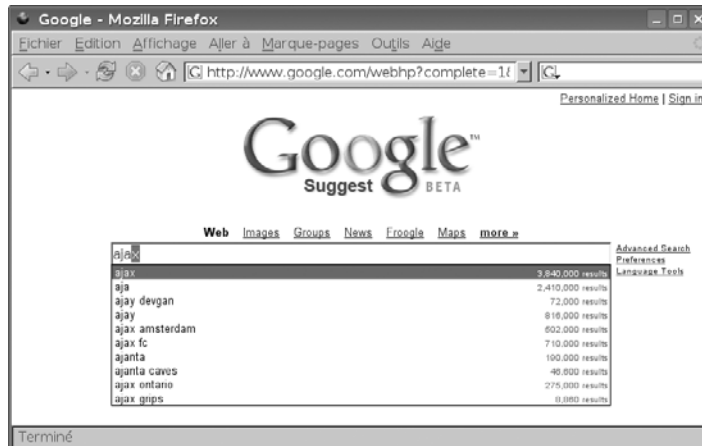 Google - Mozilla Firefox
Fichier Edition Affichage Aller à Marque-pages Outils Aide
http://www.google.com/webhp?complete=1&
Personalized Home | Sign in
Google™
Suggest BETA
Web Images Groups News Froogle Maps more »
ajax
Advanced Search
Preferences
Language Tools
ajax 3,840,000 results
aja 2,410,000 results
ajay devgan 72,000 results
ajay 816,000 results
ajax amsterdam 602,000 results
ajax fc 710,000 results
ajanta 190,000 results
ajanta caves 46,600 results
ajax ontario 275,000 results
ajax grips results
Terminé